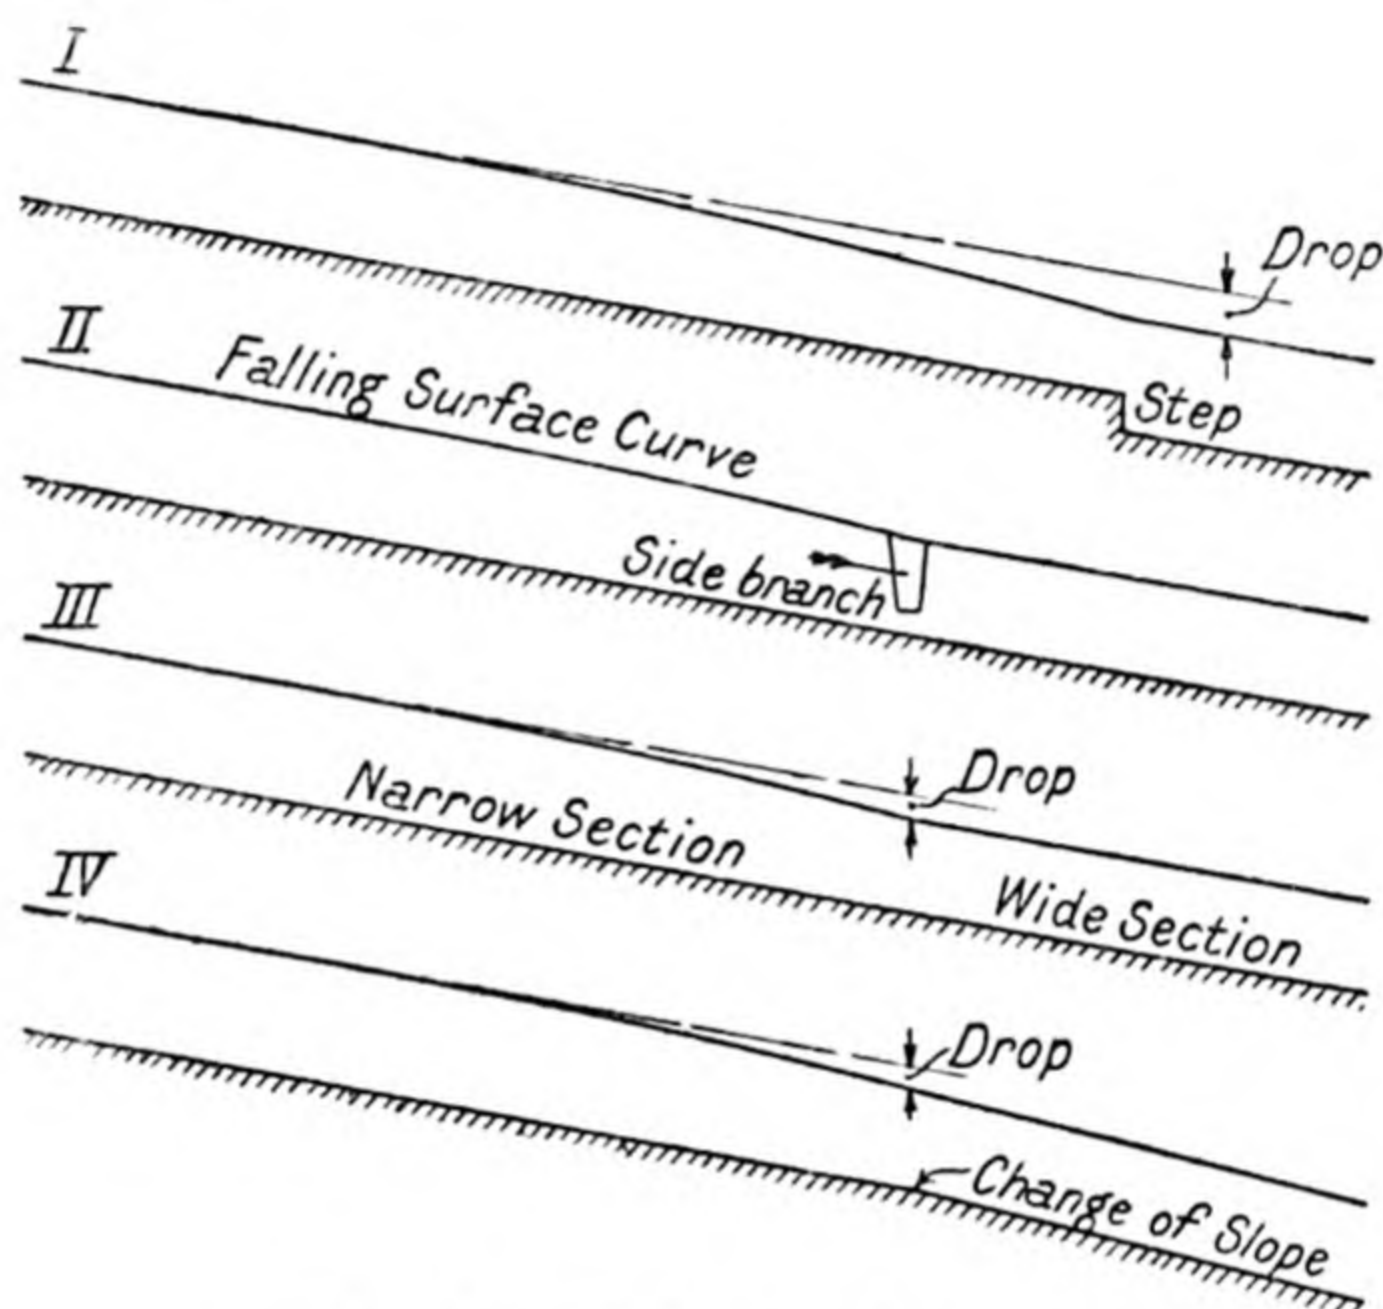 I
Drop
Step
II
Falling Surface Curve
Side branch
III
Drop
Narrow Section
Wide Section
IV
Drop
Change of Slope